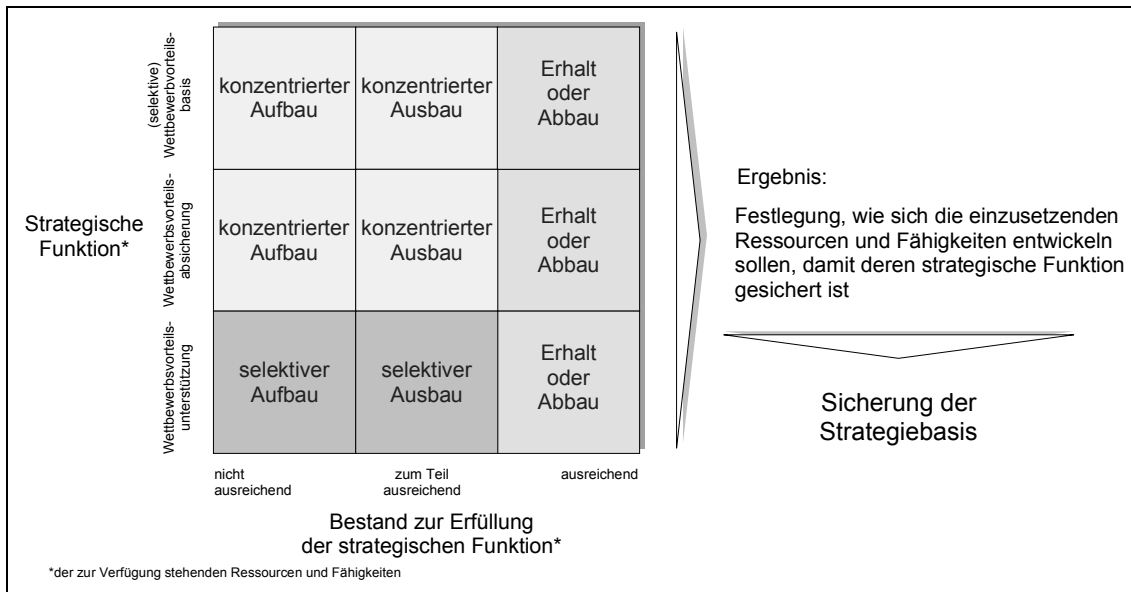 Strategische
Funktion*
(selektive)
Wettbewerbvorteils-
basis
konzentrierter
Aufbau
konzentrierter
Ausbau
Erhalt
oder
Abbau
Wettbewerbsvorteils-
absicherung
konzentrierter
Aufbau
konzentrierter
Ausbau
Erhalt
oder
Abbau
Wettbewerbsvorteils-
unterstützung
selektiver
Aufbau
selektiver
Ausbau
Erhalt
oder
Abbau
nicht
ausreichend
zum Teil
ausreichend
ausreichend
Bestand zur Erfüllung
der strategischen Funktion*
*der zur Verfügung stehenden Ressourcen und Fähigkeiten
Ergebnis:
Festlegung, wie sich die einzusetzenden
Ressourcen und Fähigkeiten entwickeln
sollen, damit deren strategische Funktion
gesichert ist
Sicherung der
Strategiebasis